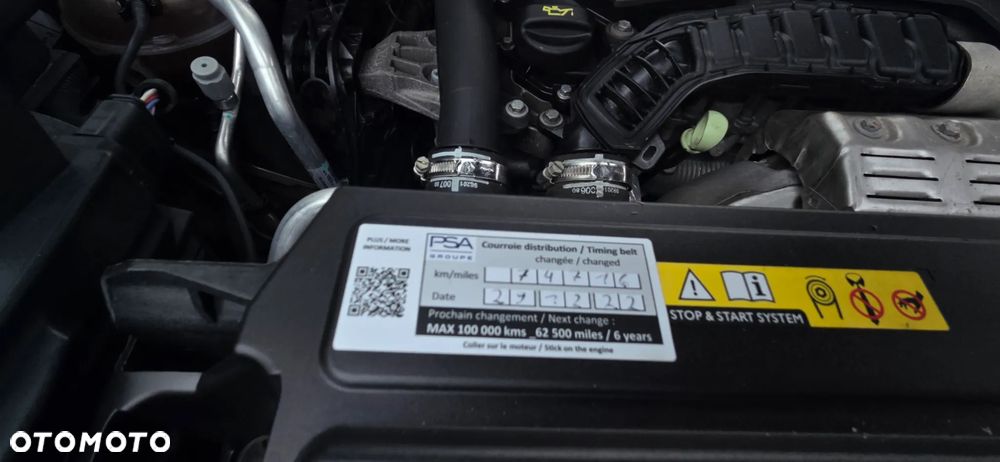 PLUS / MORE
INFORMATION
PSA
GROUPE
Courroie distribution / Timing belt
changée / changed
km/miles
Date
Prochain changement / Next change :
MAX 100 000 kms _62 500 miles / 6 years
Coller sur le moteur / Stick on the engine
STOP & START SYSTEM
OTOMOTO